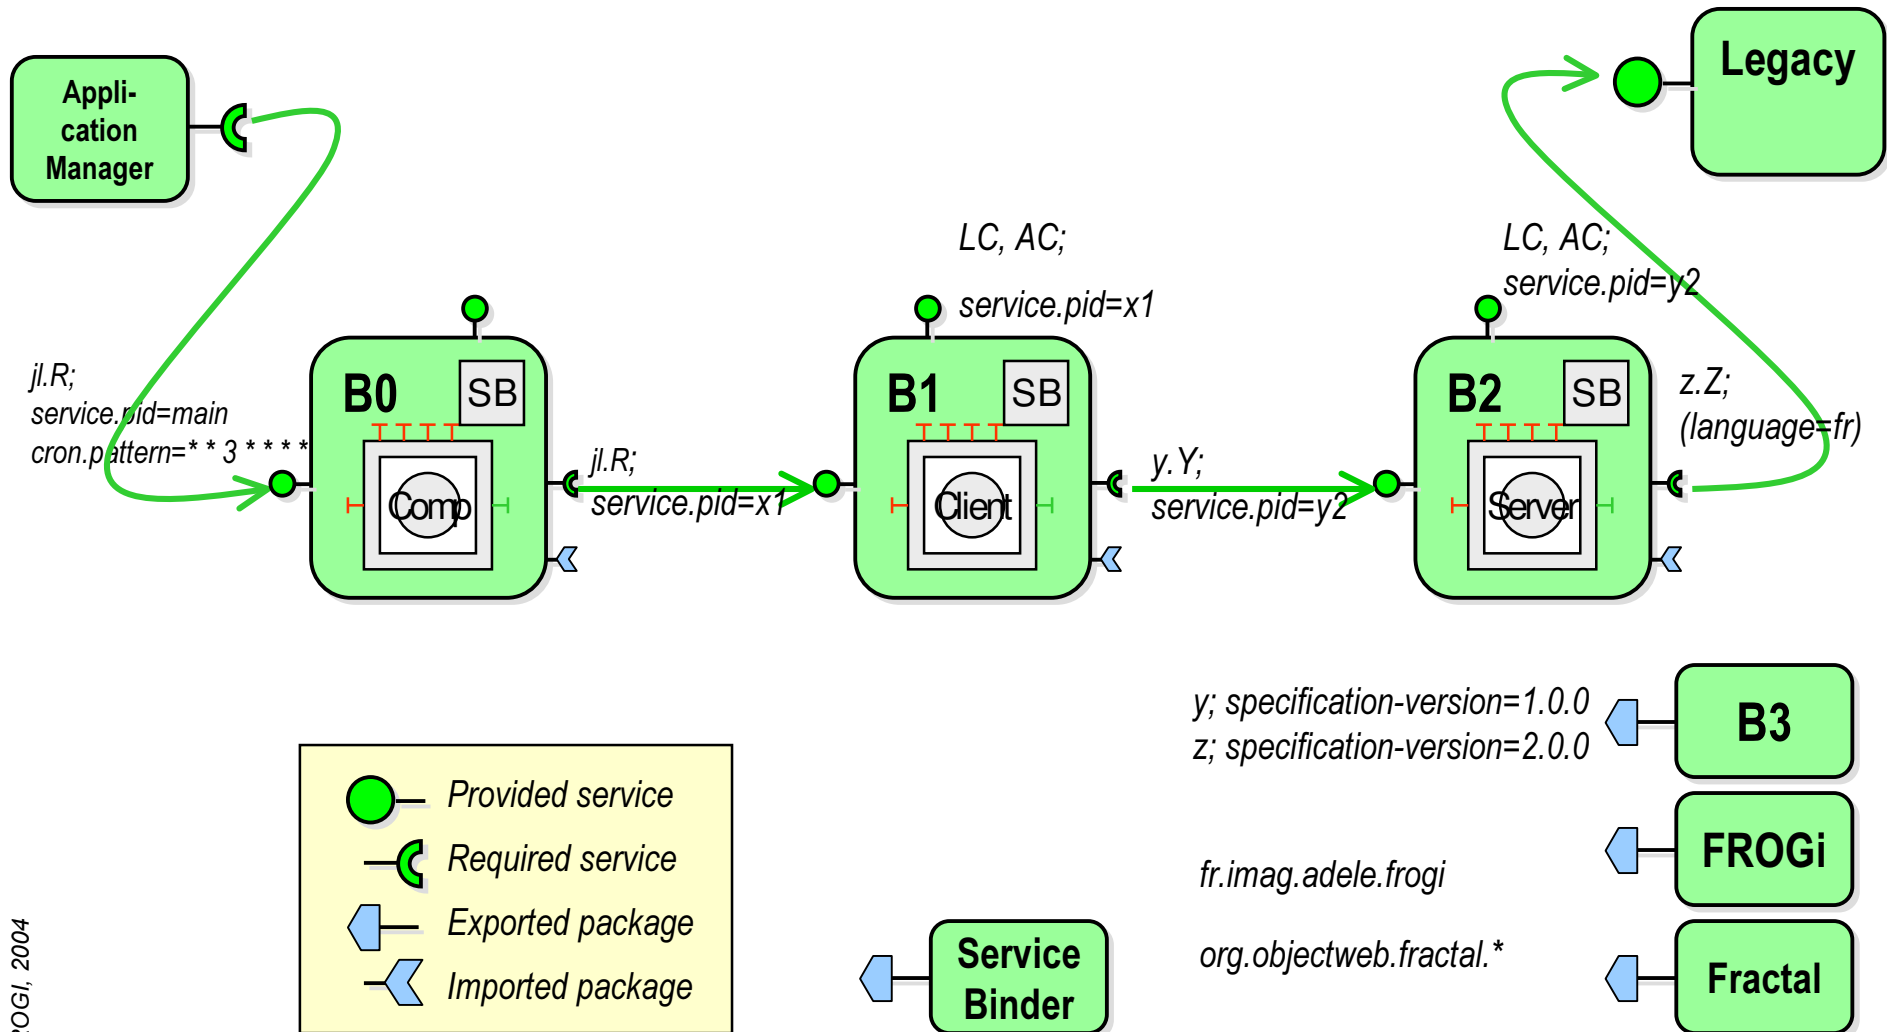 Appli-
cation
Manager
Legacy
LC, AC;
service.pid=x1
LC, AC;
service.pid=y2
jl.R;
service.pid=main
cron.pattern=* * 3 * * * *
B0
SB
Comp
jl.R;
service.pid=x1
B1
SB
Client
y.Y;
service.pid=y2
B2
SB
Server
z.Z;
(language=fr)
y; specification-version=1.0.0
z; specification-version=2.0.0
B3
Provided service
Required service
Exported package
Imported package
fr.imag.adele.frogi
FROGi
org.objectweb.fractal.*
Fractal
Service
Binder
2004